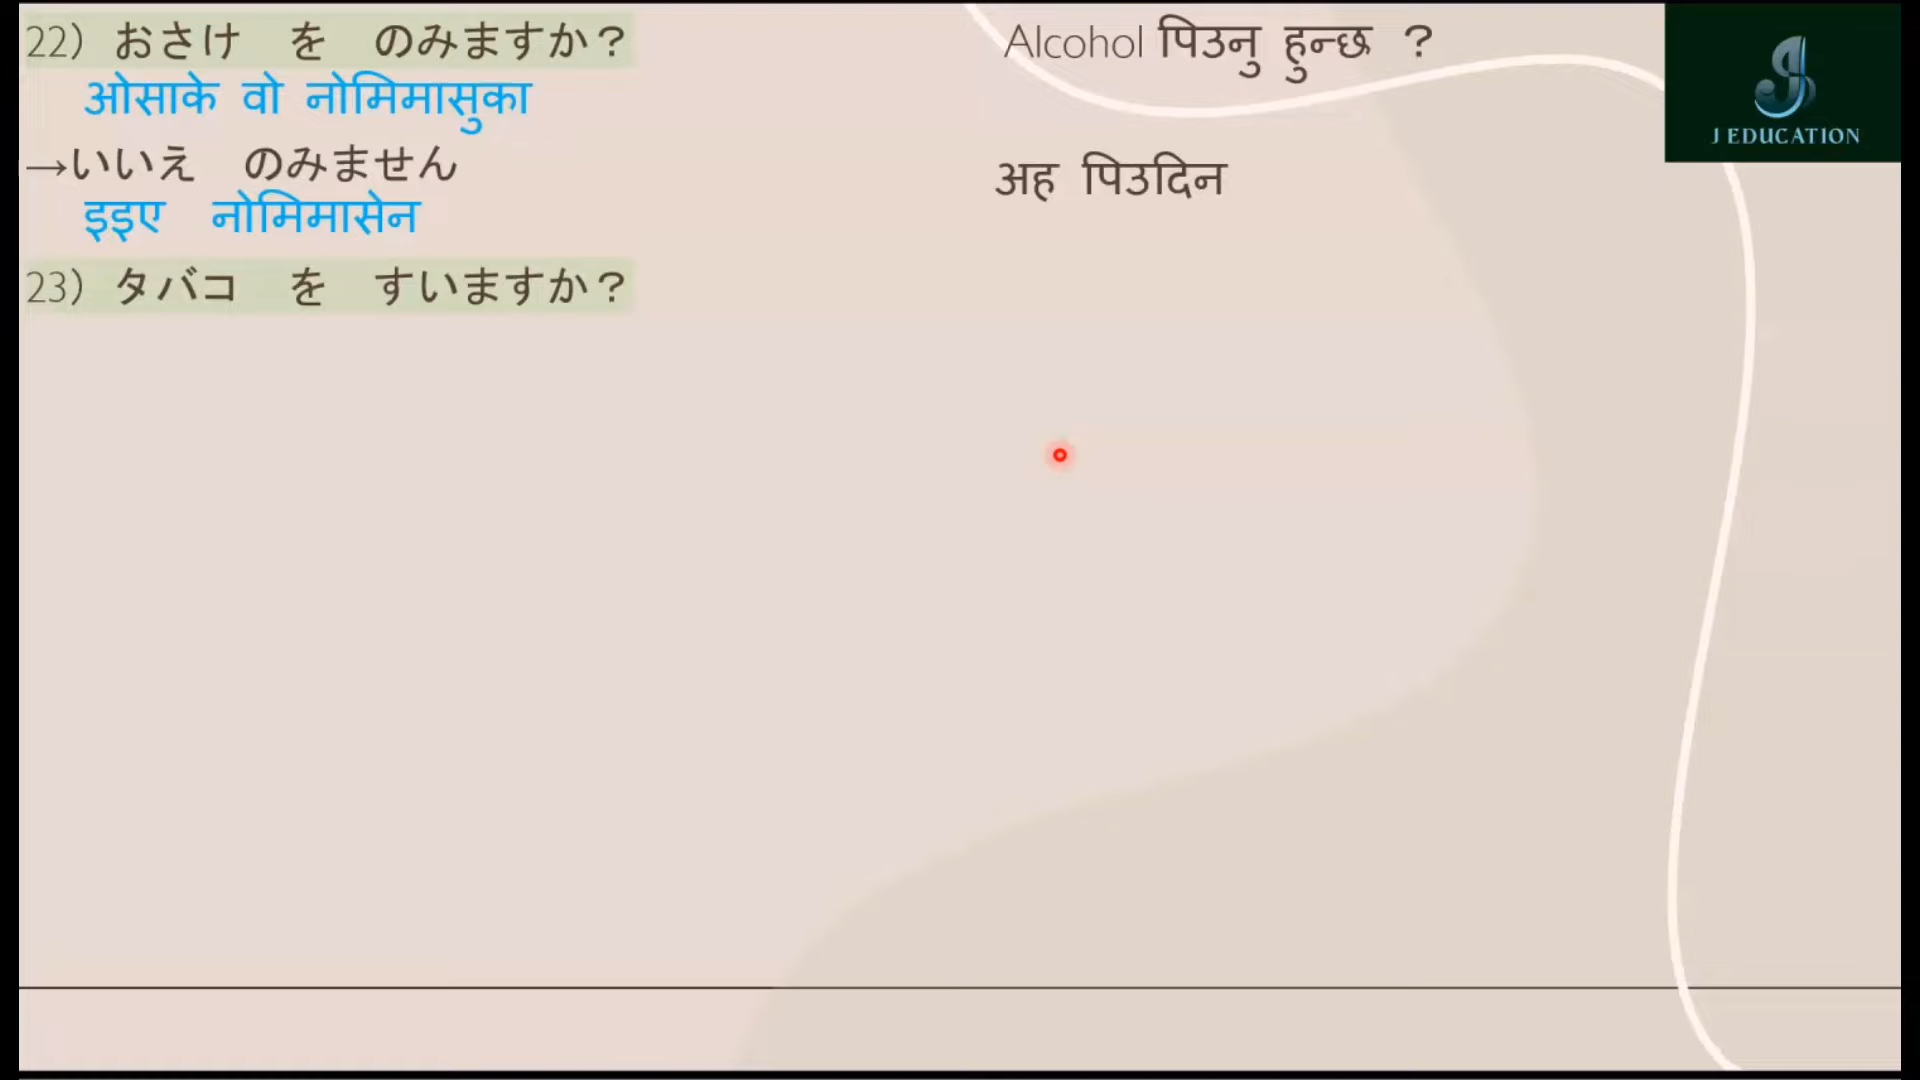 22) おさけ を のみますか？
Alcohol पिउनु हुन्छ ?
ओसाके वो नोमिमासुका
→いいえ のみません
अह पिउदिन
इइए नोमिमासेन
23) タバコ を すいますか？
J EDUCATION